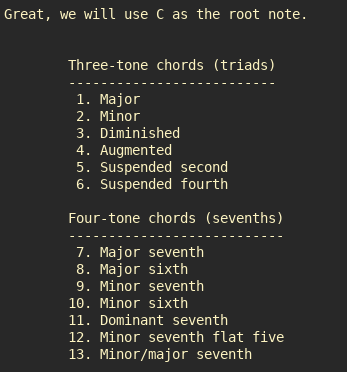 Great, we will use C as the root note.
Three-tone chords (triads)
--------------------------
1. Major
2. Minor
3. Diminished
4. Augmented
5. Suspended second
6. Suspended fourth
Four-tone chords (sevenths)
---------------------------
7. Major seventh
8. Major sixth
9. Minor seventh
10. Minor sixth
11. Dominant seventh
12. Minor seventh flat five
13. Minor/major seventh